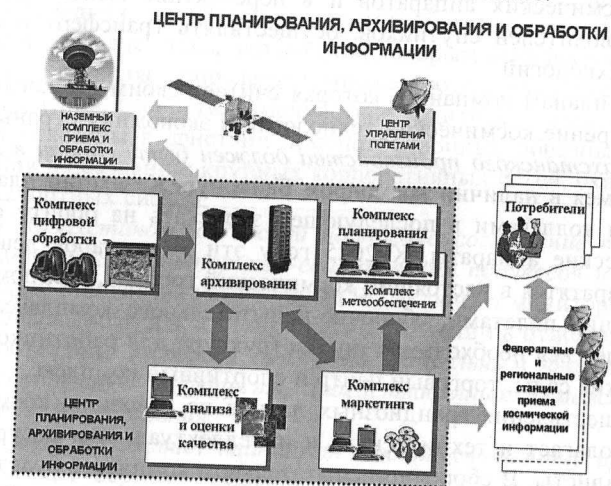 ЦЕНТР ПЛАНИРОВАНИЯ, АРХИВИРОВАНИЯ И ОБРАБОТКИ
ИНФОРМАЦИИ
НАЗЕМНЫЙ
КОМПЛЕКС
ПРИЕМА И
ОБРАБОТКИ
ИНФОРМАЦИИ
ЦЕНТР
УПРАВЛЕНИЯ
ПОЛЕТАМИ
Комплекс
цифровой
обработки
Комплекс
архивирования
Комплекс
планирования
Комплекс
метеообеспечения
Потребители
Комплекс
анализа
и оценки
качества
Комплекс
маркетинга
Федеральные
и
региональные
станции
приема
космической
информации
ЦЕНТР
ПЛАНИРОВАНИЯ,
АРХИВИРОВАНИЯ И
ОБРАБОТКИ
ИНФОРМАЦИИ